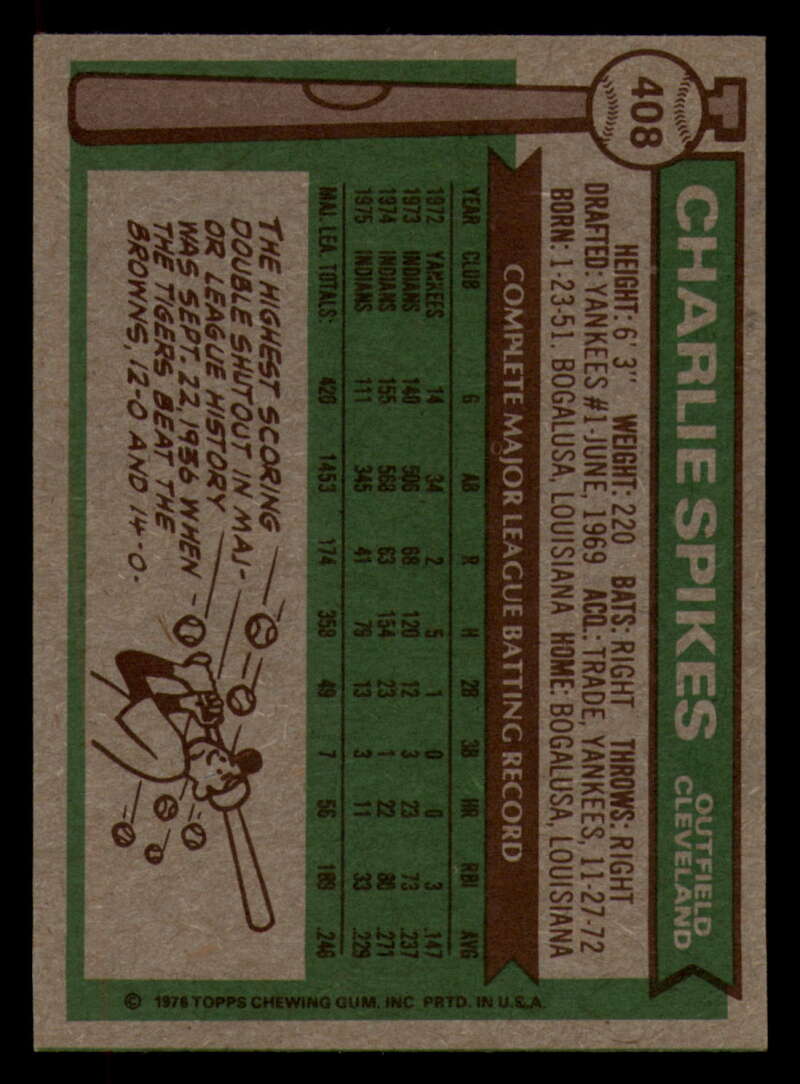 408
CHARLIE SPIKES
OUTFIELD
CLEVELAND
HEIGHT: 6' 3" WEIGHT: 220 BATS: RIGHT THROWS: RIGHT
DRAFTED: YANKEES #1-JUNE, 1969 ACQ.: TRADE, YANKEES, 11-27-72
BORN: 1-23-51, BOGALUSA, LOUISIANA HOME: BOGALUSA, LOUISIANA
COMPLETE MAJOR LEAGUE BATTING RECORD
YEAR CLUB G AB R H 2B 3B HR RBI AVG
1972 YANKEES 14 34 2 5 1 0 0 3 .147
1973 INDIANS 140 506 68 120 12 3 23 73 .237
1974 INDIANS 155 568 63 154 23 1 22 80 .271
1975 INDIANS 111 345 41 79 13 3 11 33 .229
MAJ. LEA. TOTALS: 420 1453 174 358 49 7 56 189 .246
THE HIGHEST SCORING
DOUBLE SHUTOUT IN MAJ-
OR LEAGUE HISTORY
WAS SEPT. 22, 1936 WHEN
THE TIGERS BEAT THE
BROWNS, 12-0 AND 14-0.
© 1976 TOPPS CHEWING GUM, INC. PRTD. IN U.S.A.